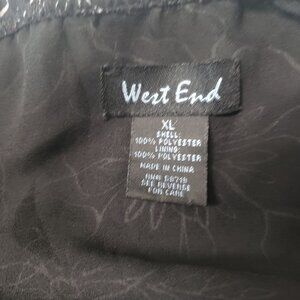 West End
XL
SHELL:
100% POLYESTER
LINING:
100% POLYESTER
MADE IN CHINA
SEE REVERSE
FOR CARE